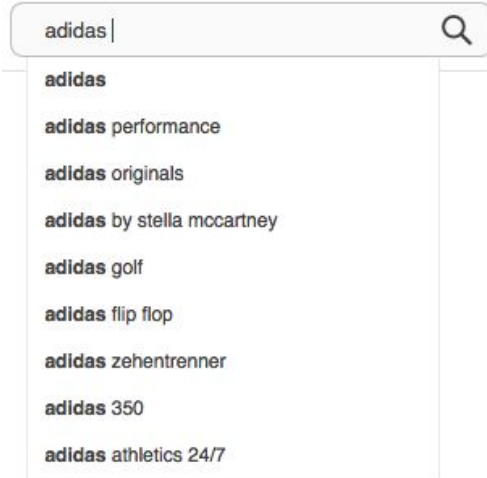 adidas
adidas
adidas performance
adidas originals
adidas by stella mccartney
adidas golf
adidas flip flop
adidas zehentrenner
adidas 350
adidas athletics 24/7